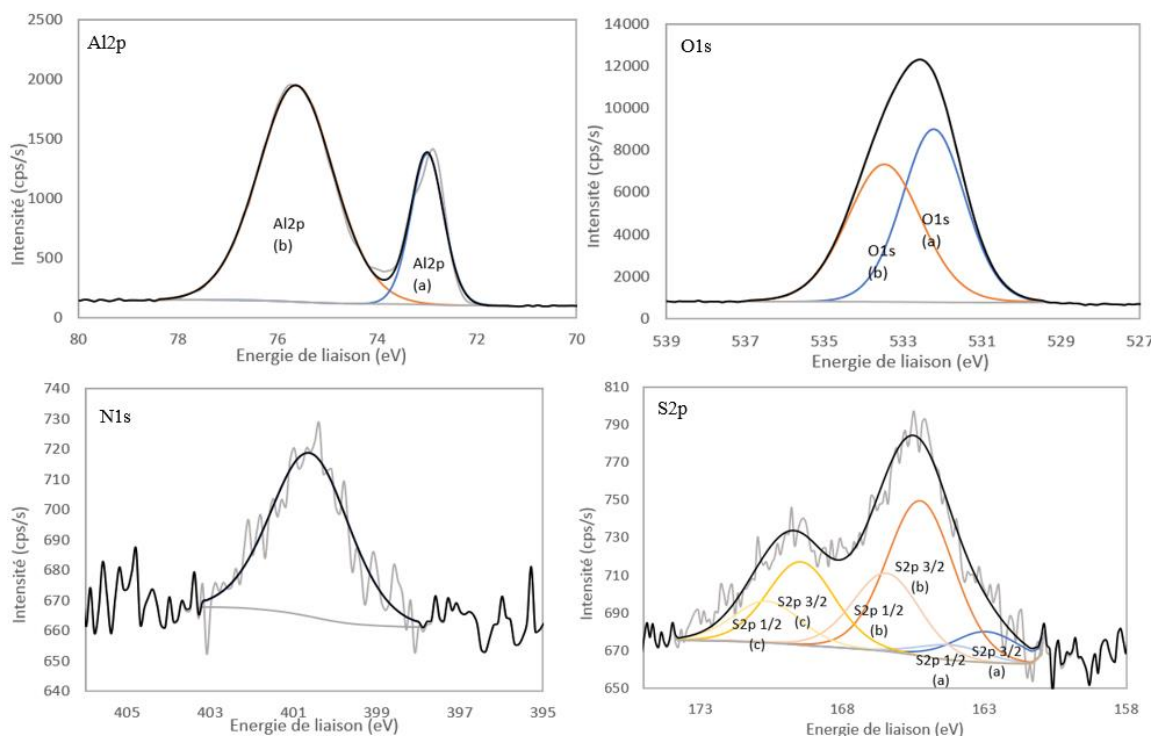 Al2p
2500
2000
1500
1000
500
0
Intensité (cps/s)
Al2p
(b)
Al2p
(a)
80
78
76
74
72
70
Energie de liaison (eV)
O1s
14000
12000
10000
8000
6000
4000
2000
0
Intensité (cps/s)
O1s
(a)
O1s
(b)
539
537
535
533
531
529
527
Energie de liaison (eV)
N1s
740
730
720
710
700
690
680
670
660
650
640
Intensité (cps/s)
405
403
401
399
397
395
Energie de liaison (eV)
S2p
810
790
770
750
730
710
690
670
650
Intensité (cps/s)
S2p 3/2
(b)
S2p 3/2
(c)
S2p 1/2
(b)
S2p 1/2
(c)
S2p 3/2
(a)
S2p 1/2
(a)
173
168
163
158
Energie de liaison (eV)